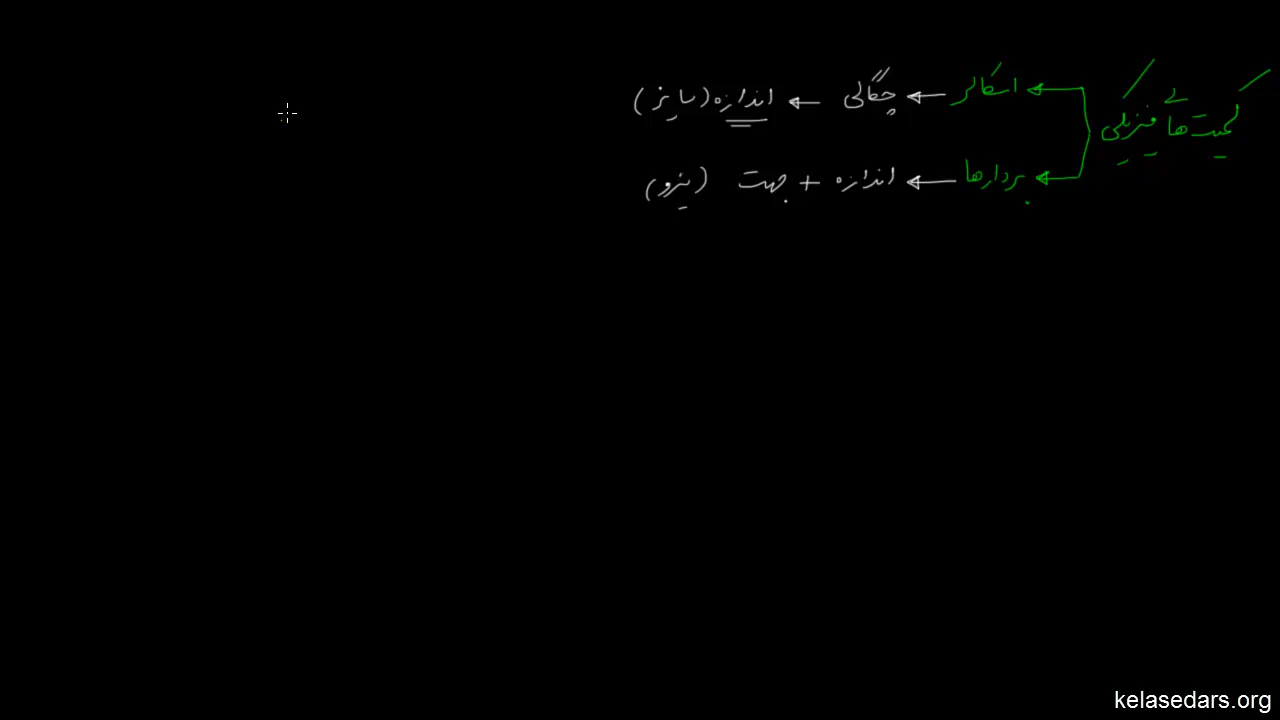 کمیت های فیزیکی
اسکالر ← چگالی ← اندازه (سایز)
بردارها ← اندازه + جهت (نیرو)
kelasedars.org